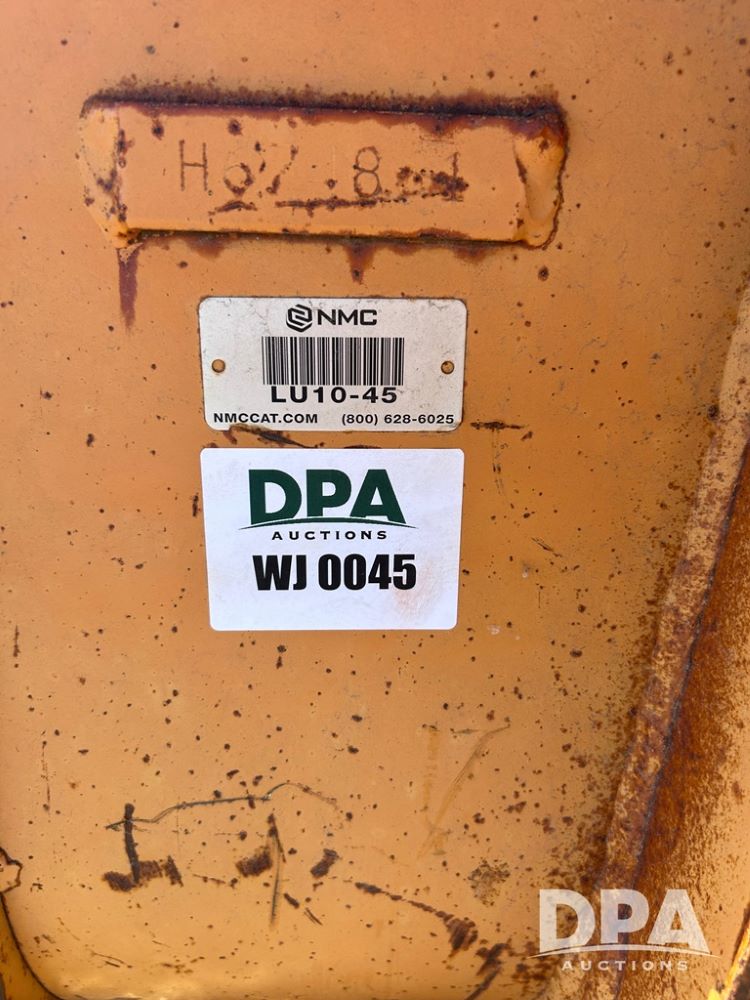 NMC
LU10-45
NMCCAT.COM (800) 628-6025
DPA
AUCTIONS
WJ 0045
DPA
AUCTIONS